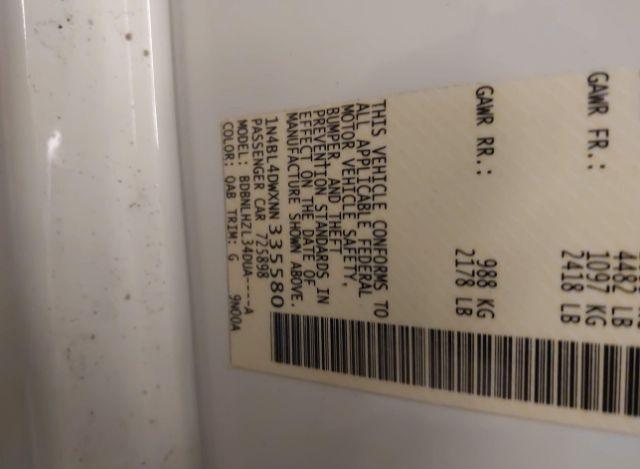 4482 LB
GAWR FR.: 1097 KG
2418 LB
GAWR RR.: 988 KG
2178 LB
THIS VEHICLE CONFORMS TO
ALL APPLICABLE FEDERAL
MOTOR VEHICLE SAFETY,
BUMPER, AND THEFT
PREVENTION STANDARDS IN
EFFECT ON THE DATE OF
MANUFACTURE SHOWN ABOVE.
1N4BL4DWXNN335580
PASSENGER CAR 725898
MODEL: BDBNLHZL34DUA----A
COLOR: QAB TRIM: G 9N00A